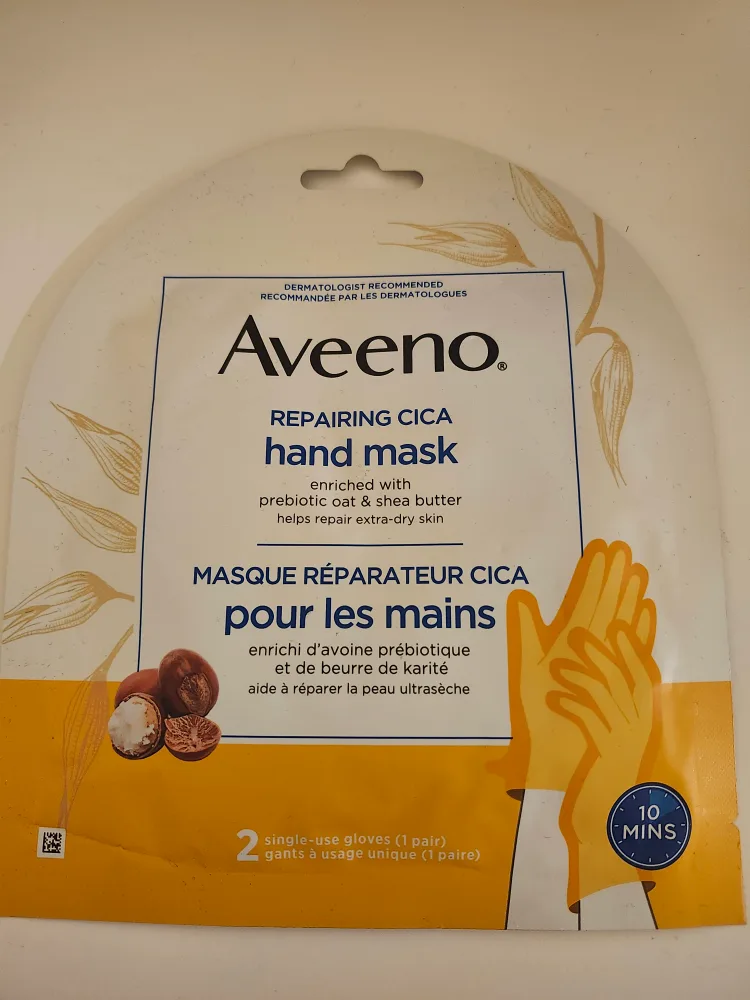 DERMATOLOGIST RECOMMENDED
RECOMMANDÉE PAR LES DERMATOLOGUES
Aveeno®
REPAIRING CICA
hand mask
enriched with
prebiotic oat & shea butter
helps repair extra-dry skin
MASQUE RÉPARATEUR CICA
pour les mains
enrichi d'avoine prébiotique
et de beurre de karité
aide à réparer la peau ultrasèche
2 single-use gloves (1 pair)
gants à usage unique (1 paire)
10
MINS